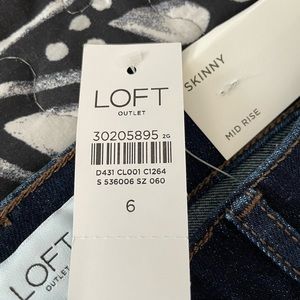 LOFT
OUTLET
30205895 2G
D431 CL001 C1264
S 536006 SZ 060
6
SKINNY
MID RISE
LOFT
OUTLET